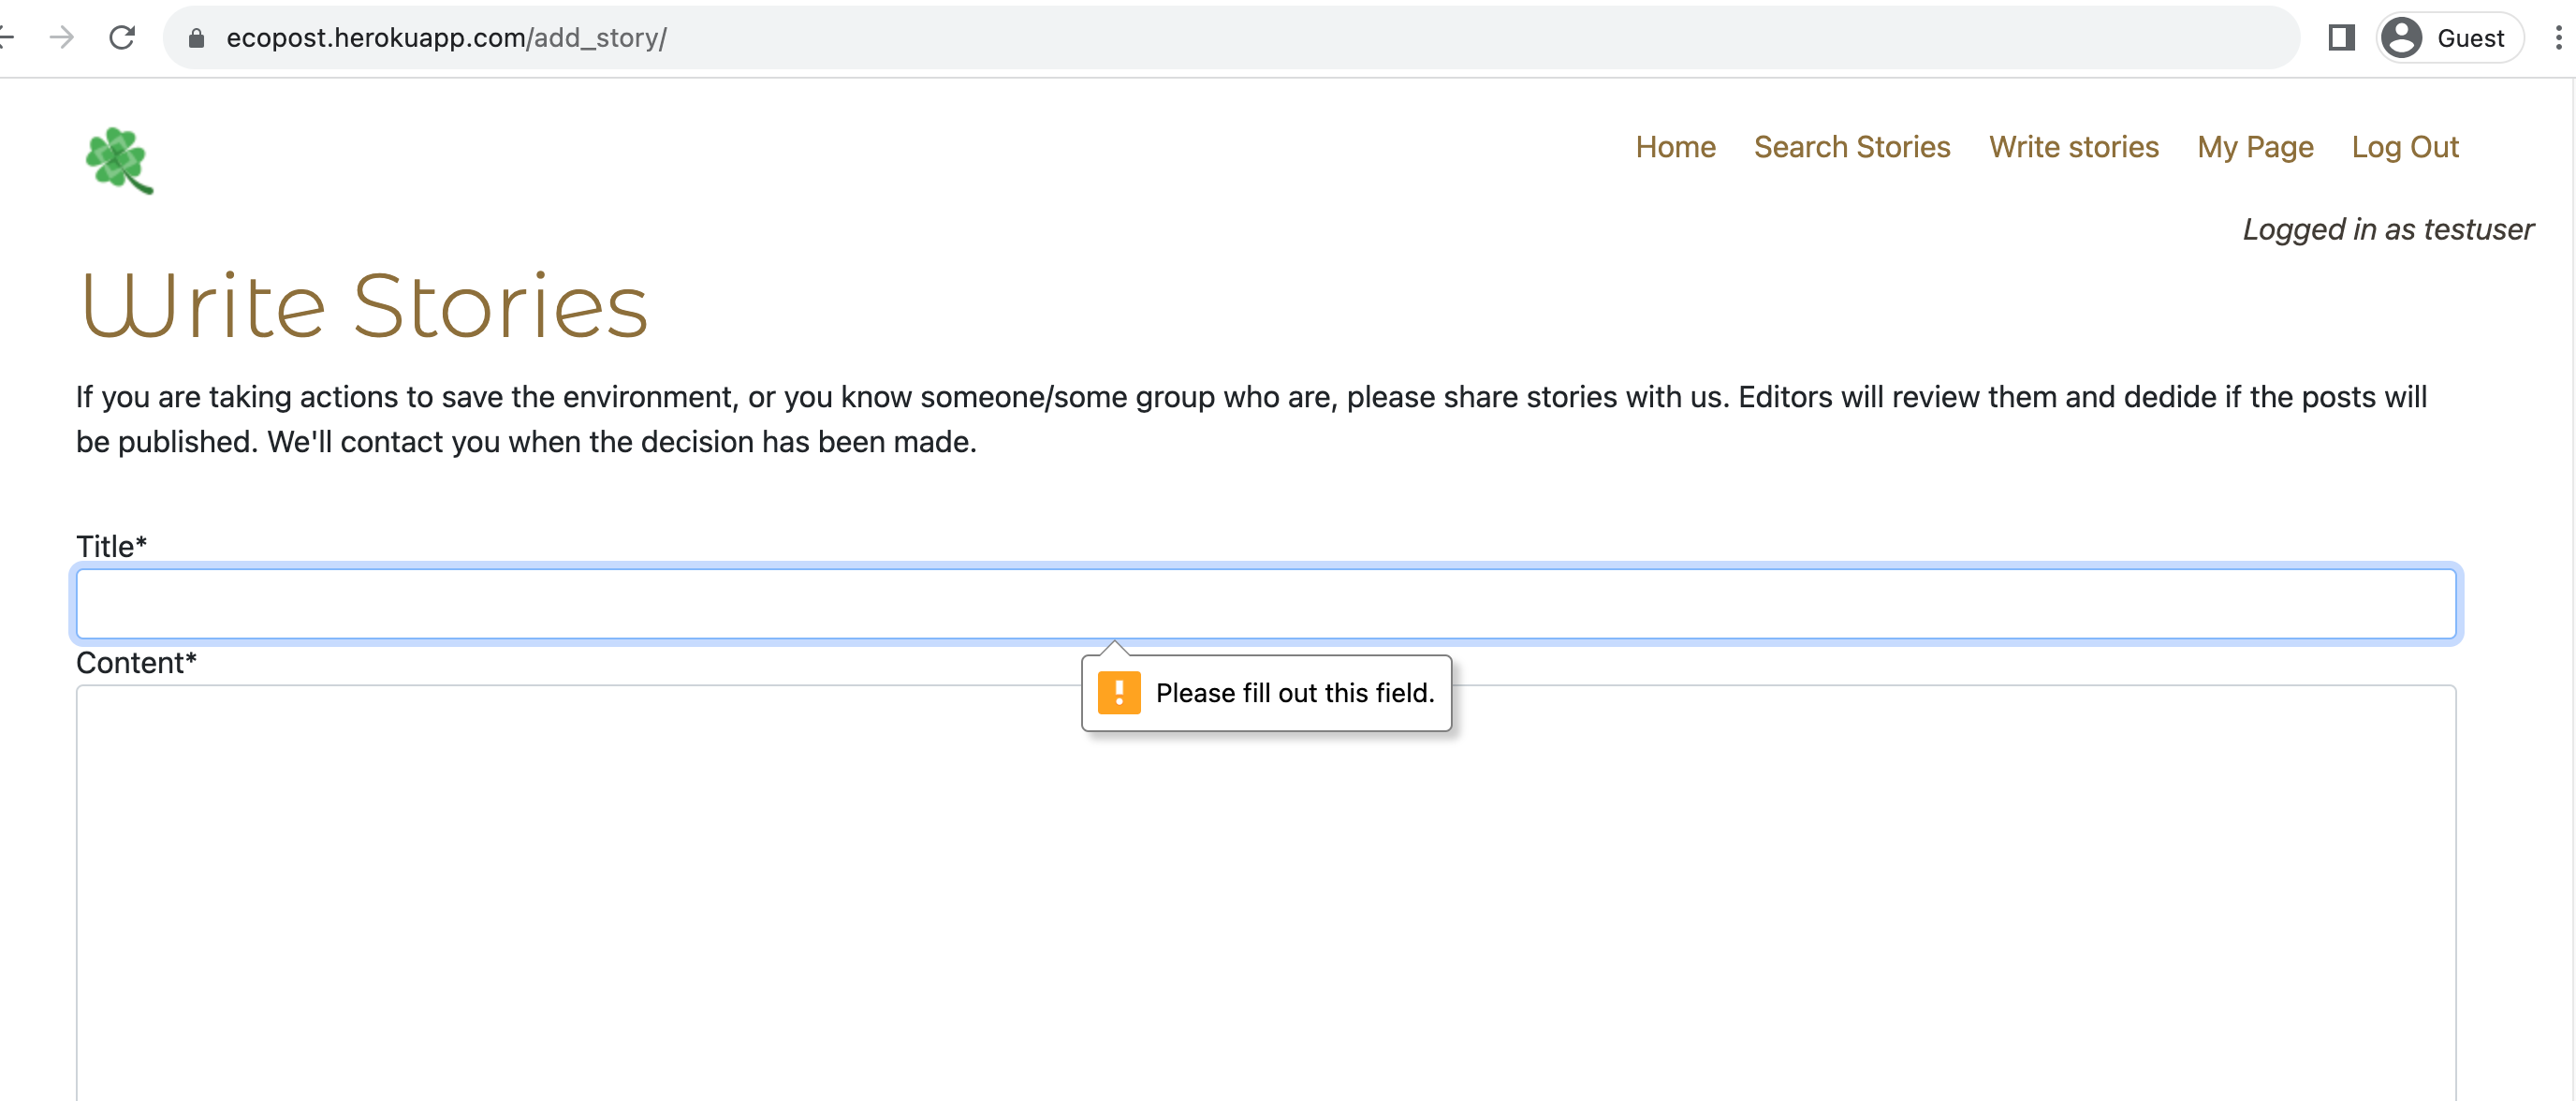 ecopost.herokuapp.com/add_story/
Guest
Home Search Stories Write stories My Page Log Out
Logged in as testuser
Write Stories
If you are taking actions to save the environment, or you know someone/some group who are, please share stories with us. Editors will review them and dedide if the posts will
be published. We'll contact you when the decision has been made.
Title*
Content*
Please fill out this field.